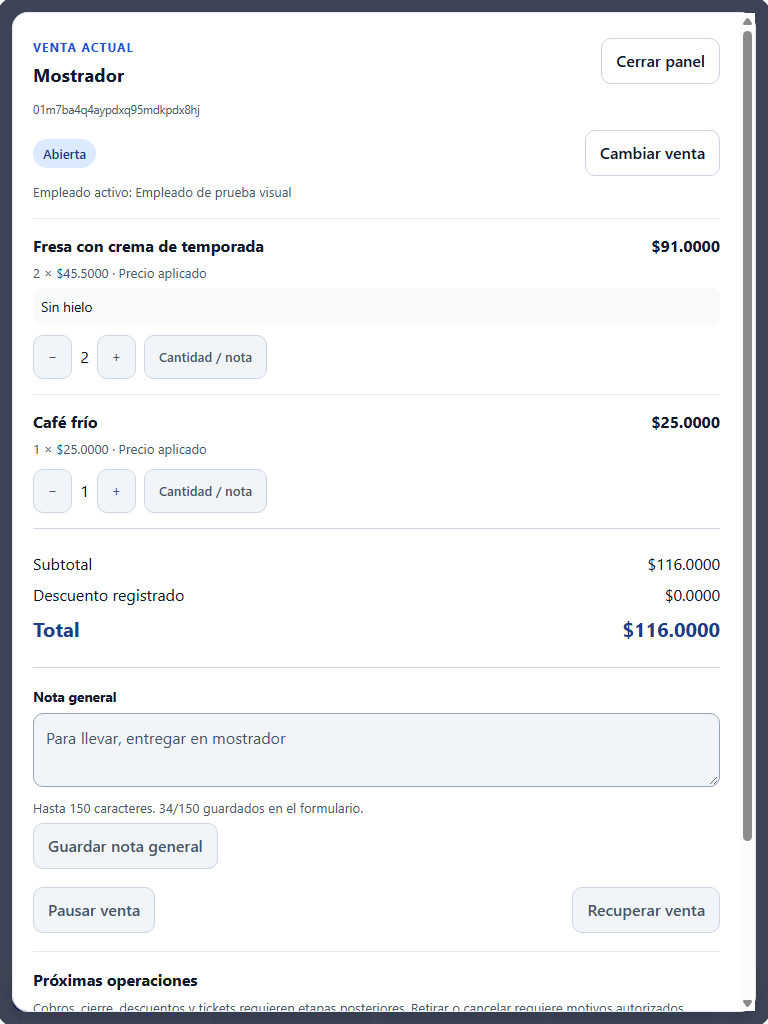 VENTA ACTUAL
Mostrador
Cerrar panel
01m7ba4q4aypdxq95mdkpdx8hj
Abierta
Cambiar venta
Empleado activo: Empleado de prueba visual
Fresa con crema de temporada $91.0000
2 × $45.5000 · Precio aplicado
Sin hielo
− 2 + Cantidad / nota
Café frío $25.0000
1 × $25.0000 · Precio aplicado
− 1 + Cantidad / nota
Subtotal $116.0000
Descuento registrado $0.0000
Total $116.0000
Nota general
Para llevar, entregar en mostrador
Hasta 150 caracteres. 34/150 guardados en el formulario.
Guardar nota general
Pausar venta Recuperar venta
Próximas operaciones
Cobros, cierre, descuentos y tickets requieren etapas posteriores. Retirar o cancelar requiere motivos autorizados